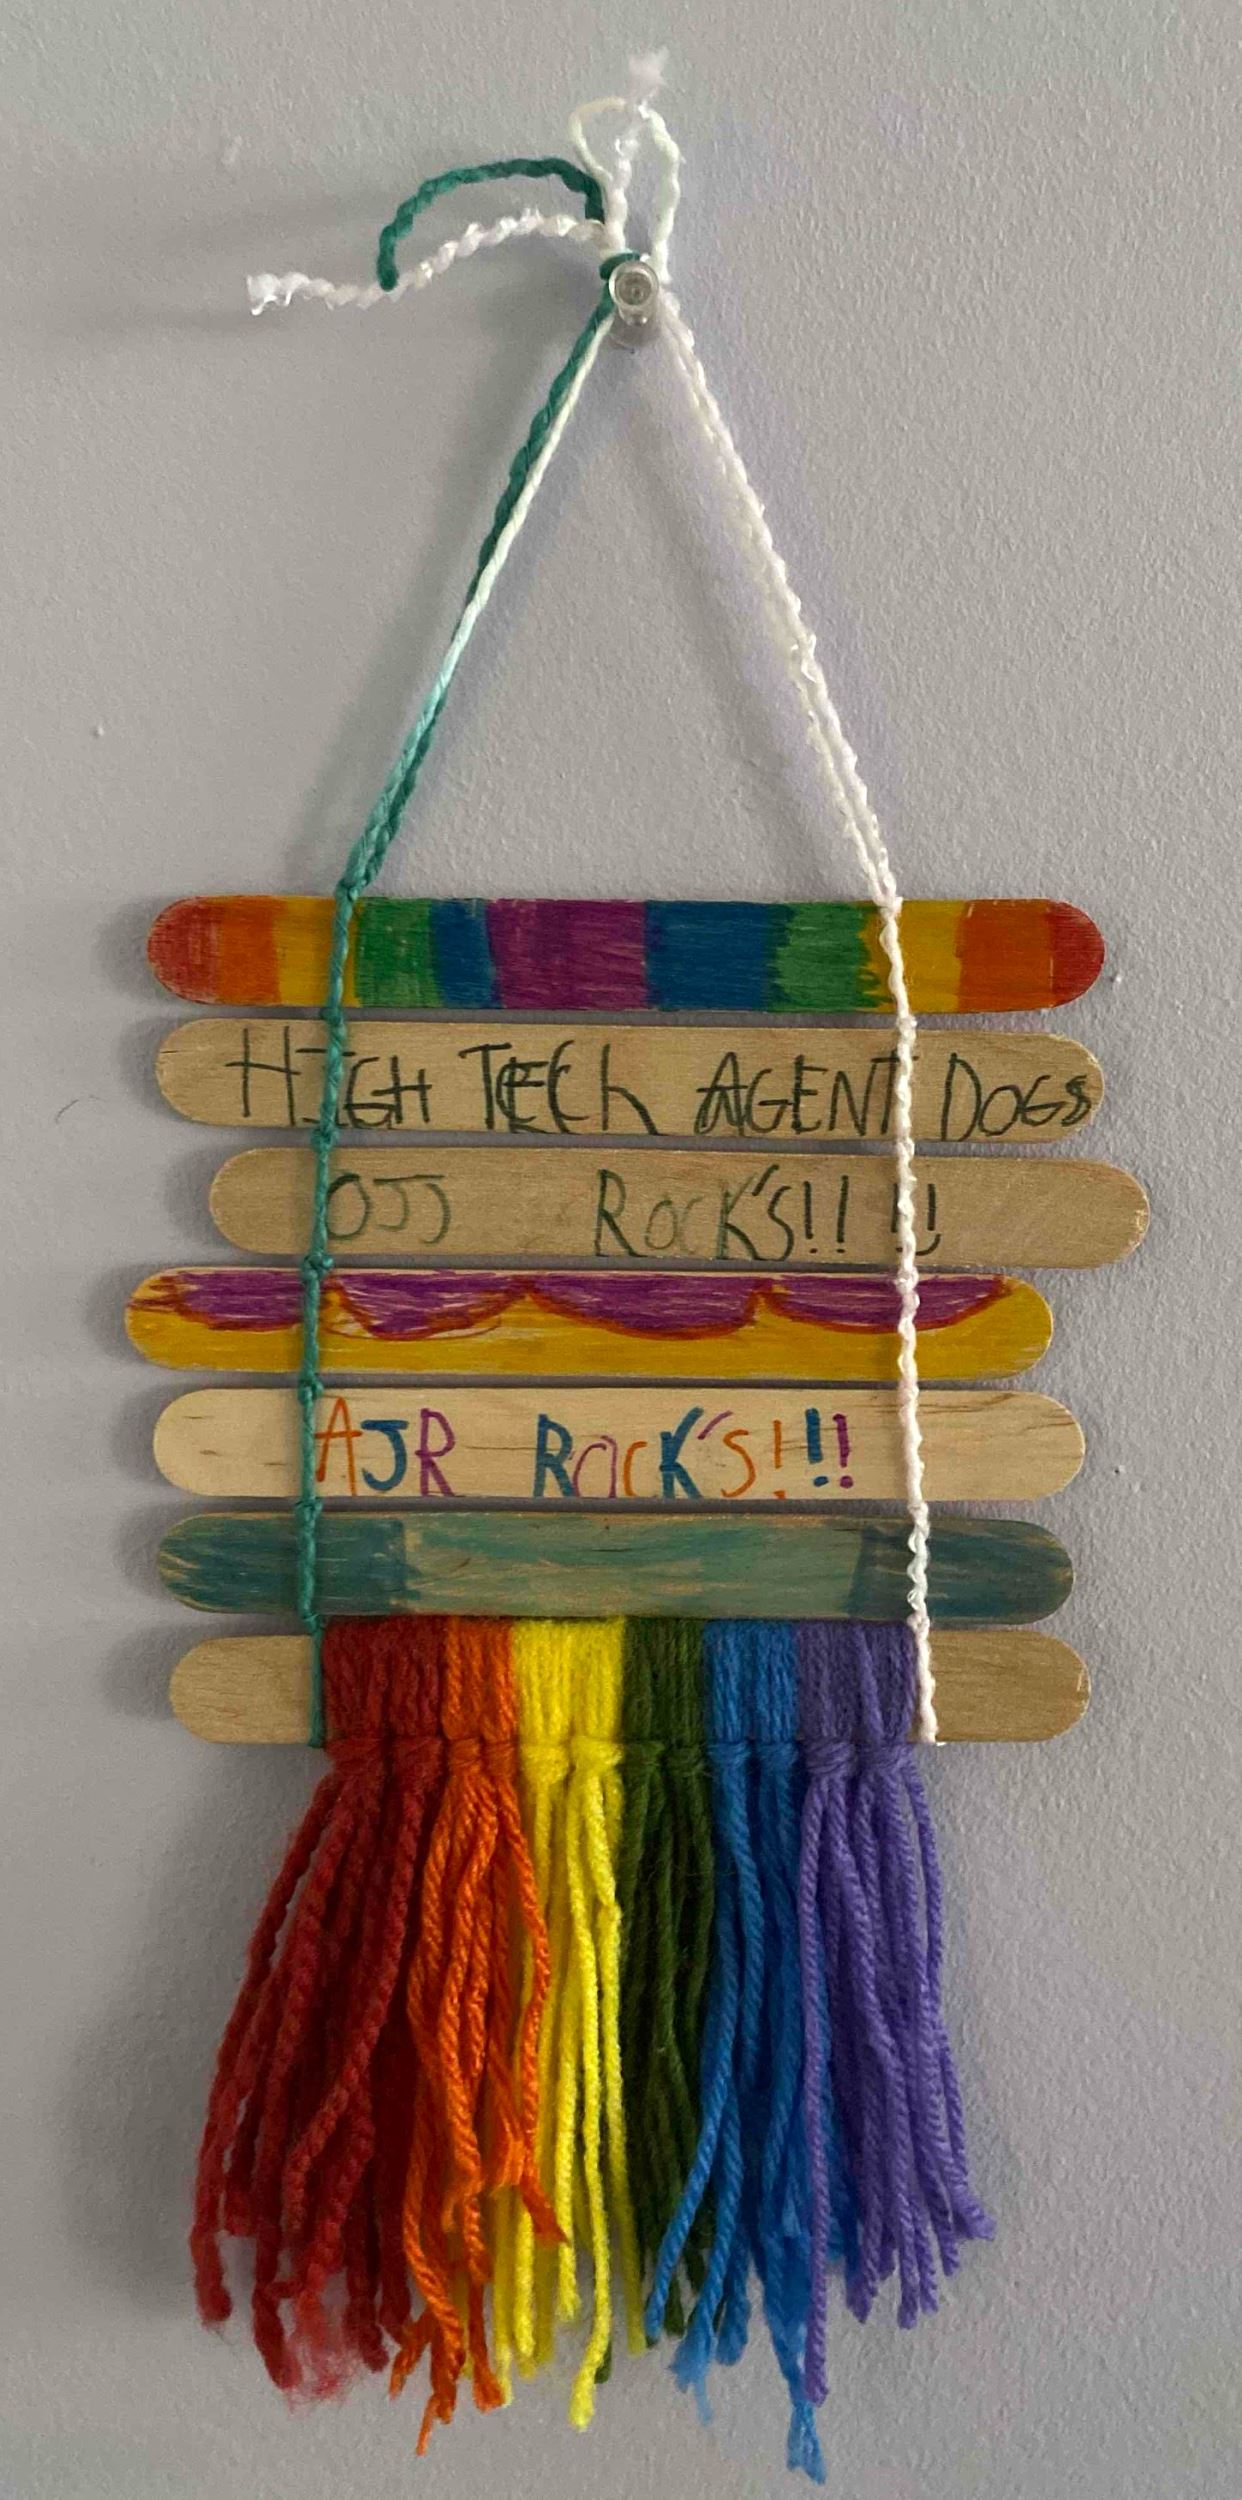 HIGH TECh AGENT DOGS
OJJ ROCK'S!! !!
AJR ROCK'S!!!